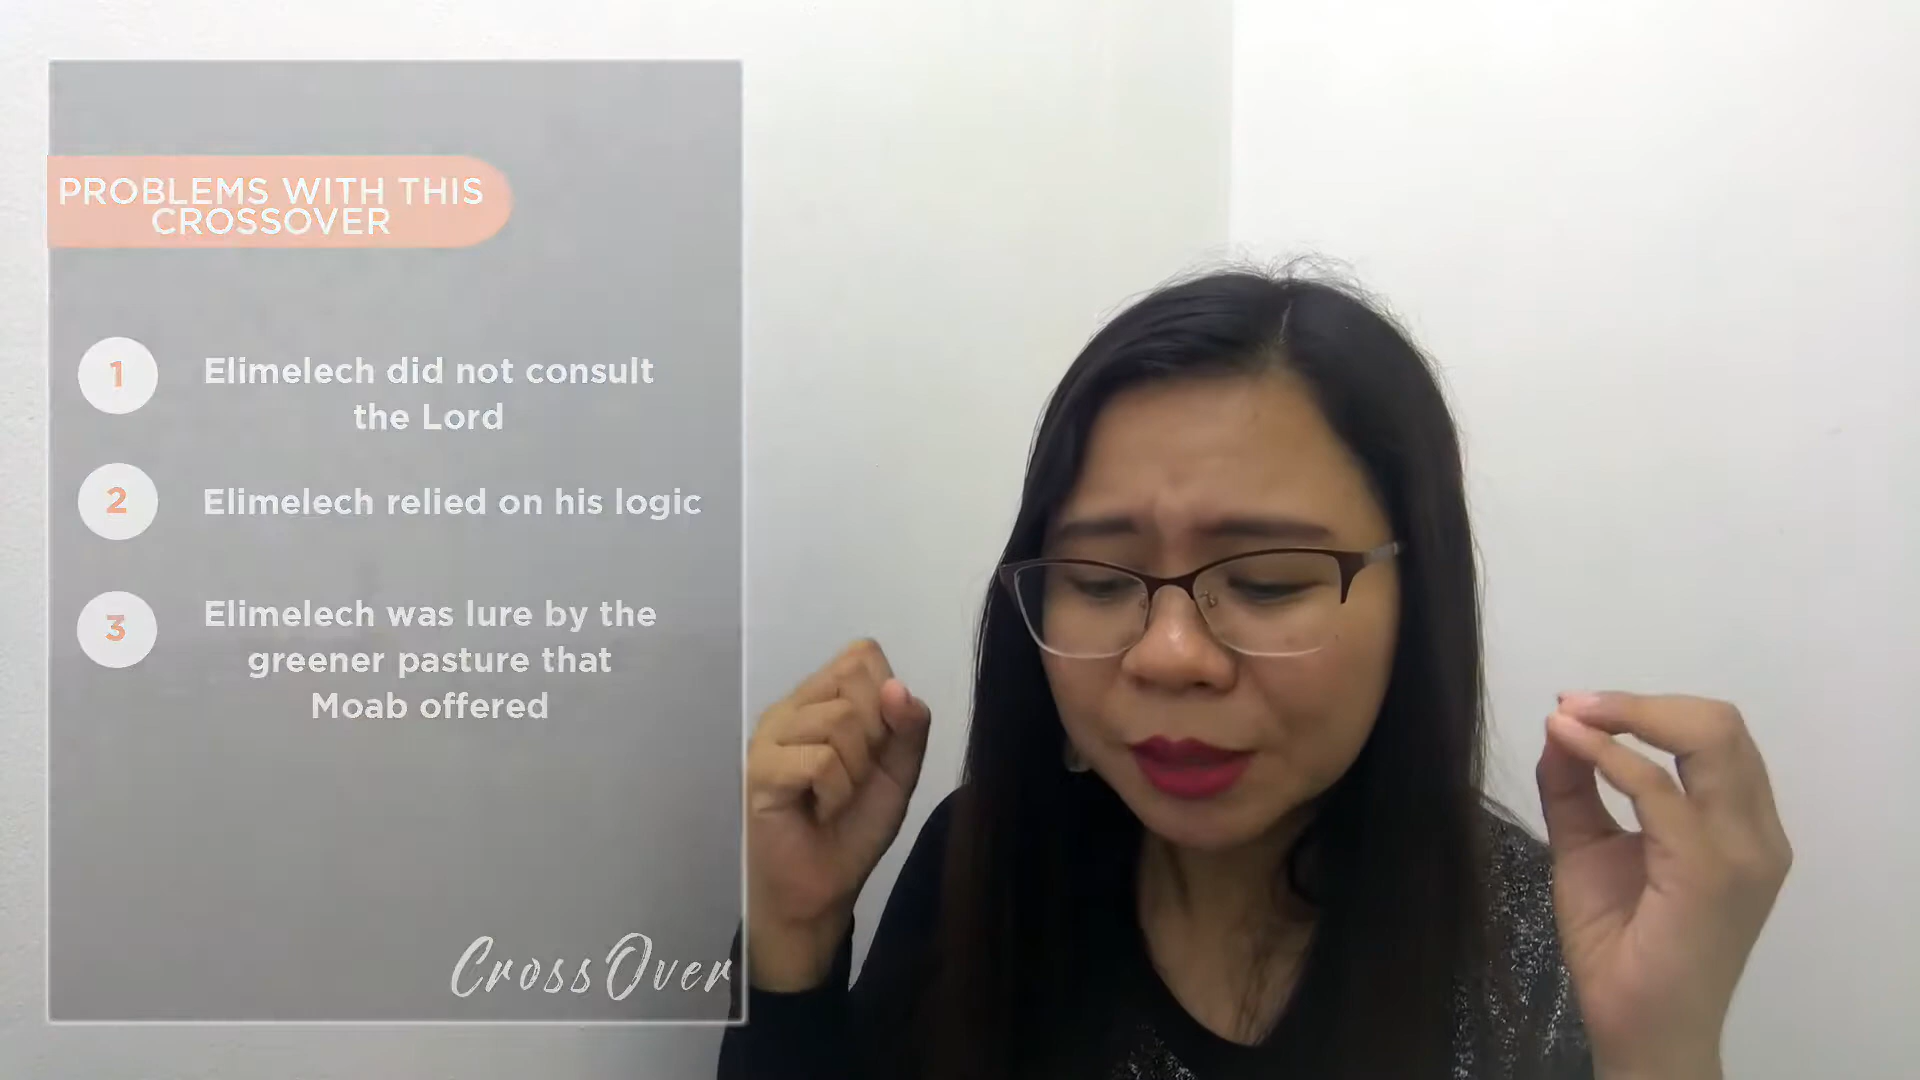 PROBLEMS WITH THIS
CROSSOVER
1
Elimelech did not consult
the Lord
2
Elimelech relied on his logic
3
Elimelech was lure by the
greener pasture that
Moab offered
CrossOver